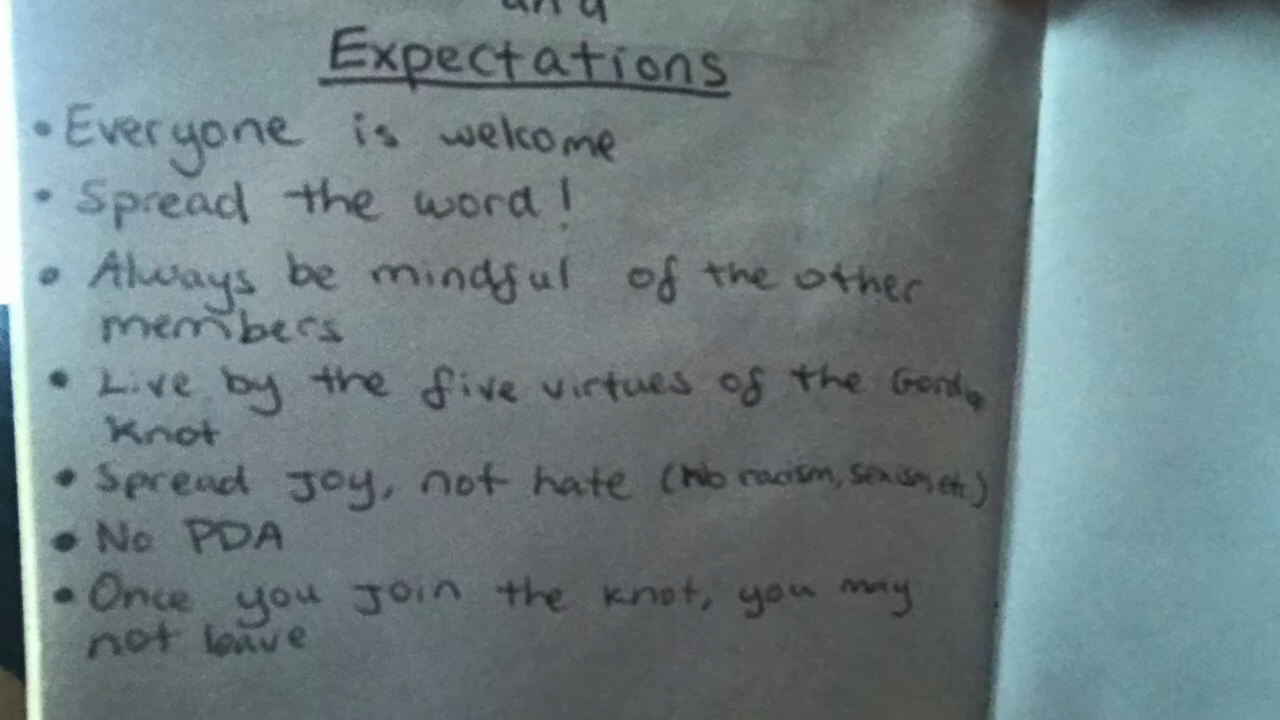 and
Expectations
• Everyone is welcome
• Spread the word!
• Always be mindful of the other
members
• Live by the five virtues of the
Knot
• Spread Joy, not hate (No racism, sexism, etc.)
• No PDA
• Once you Join the knot, you may
not leave